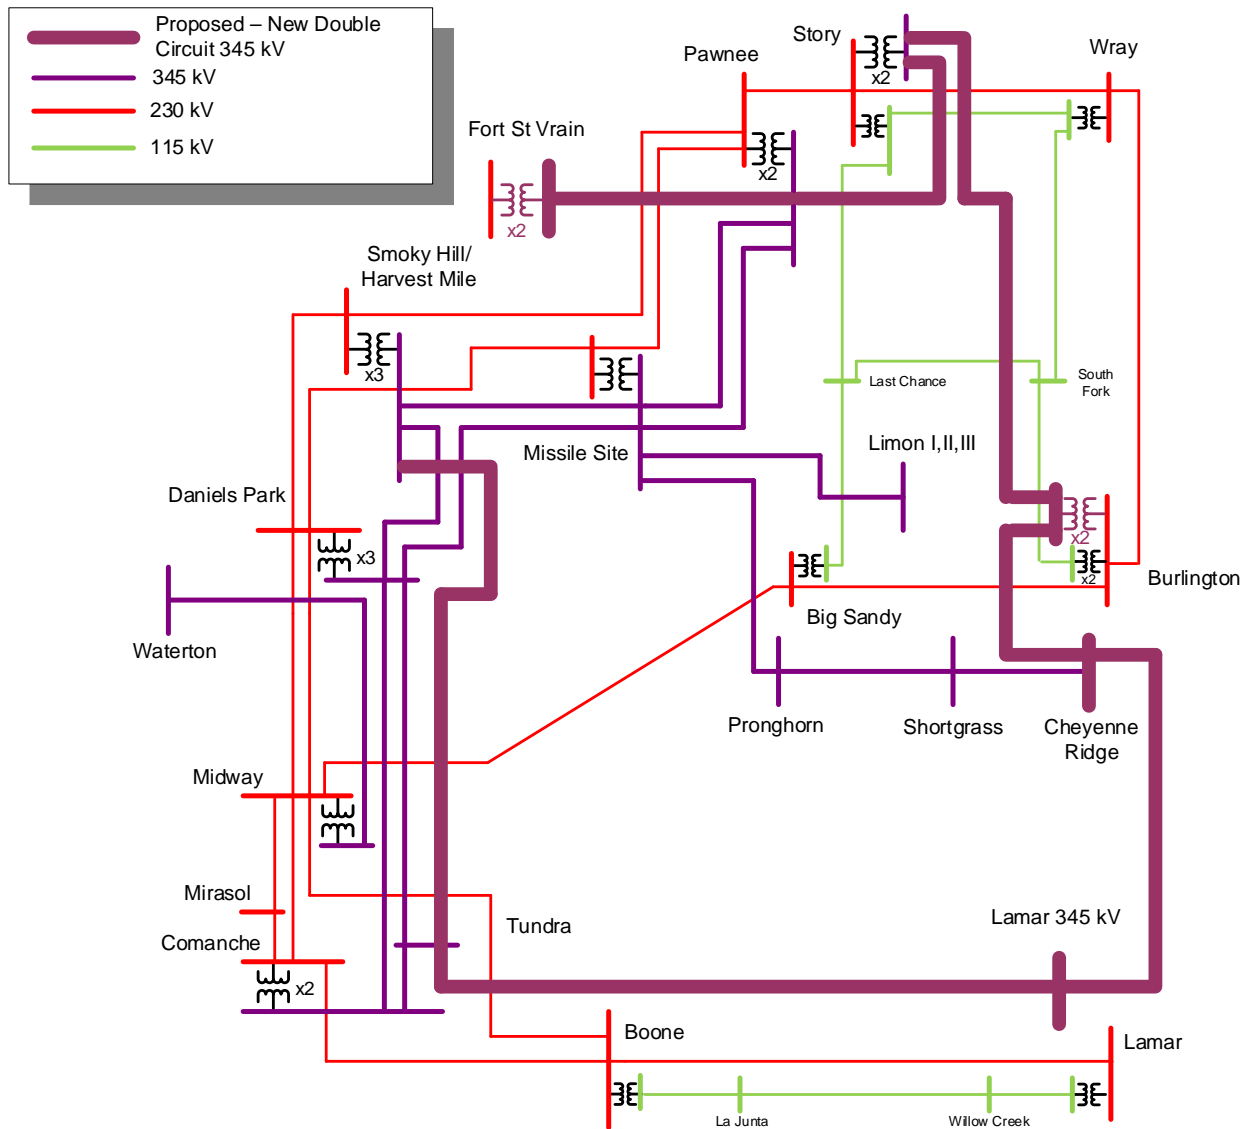 Proposed – New Double
Circuit 345 kV
345 kV
230 kV
115 kV
Story
Pawnee
Wray
x2
Fort St Vrain
x2
x2
Smoky Hill/
Harvest Mile
x3
Last Chance
South
Fork
Missile Site
Limon I,II,III
Daniels Park
x3
x2
x2
Burlington
Big Sandy
Waterton
Pronghorn
Shortgrass
Cheyenne
Ridge
Midway
Mirasol
Tundra
Lamar 345 kV
Comanche
x2
Boone
Lamar
La Junta
Willow Creek